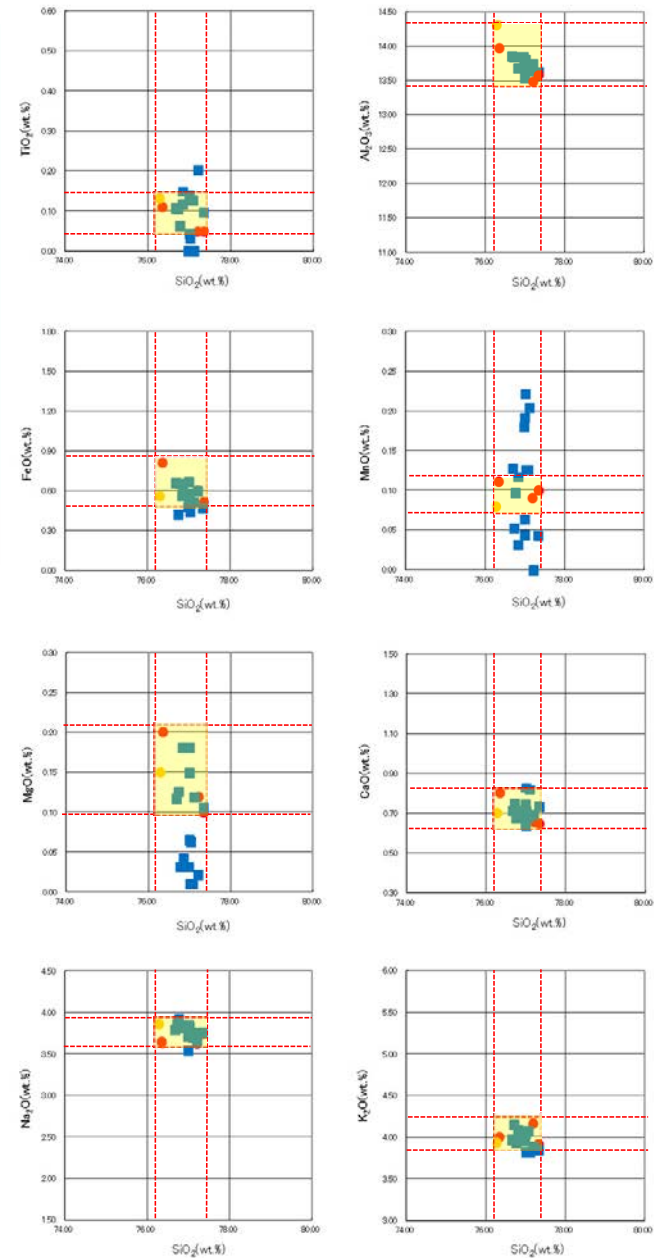 0.60
0.50
0.40
0.30
0.20
0.10
0.00
TiO₂(wt.%)
74.00 76.00 78.00 80.00
SiO₂(wt.%)
14.50
14.00
13.50
13.00
12.50
12.00
11.50
11.00
Al₂O₃(wt.%)
74.00 76.00 78.00 80.00
SiO₂(wt.%)
1.80
1.50
1.20
0.90
0.60
0.30
0.00
FeO(wt.%)
74.00 76.00 78.00 80.00
SiO₂(wt.%)
0.30
0.25
0.20
0.15
0.10
0.05
0.00
MnO(wt.%)
74.00 76.00 78.00 80.00
SiO₂(wt.%)
0.30
0.25
0.20
0.15
0.10
0.05
0.00
MgO(wt.%)
74.00 76.00 78.00 80.00
SiO₂(wt.%)
1.50
1.30
1.10
0.90
0.70
0.50
0.30
CaO(wt.%)
74.00 76.00 78.00 80.00
SiO₂(wt.%)
4.50
4.00
3.50
3.00
2.50
2.00
1.50
Na₂O(wt.%)
74.00 76.00 78.00 80.00
SiO₂(wt.%)
6.00
5.50
5.00
4.50
4.00
3.50
3.00
K₂O(wt.%)
74.00 76.00 78.00 80.00
SiO₂(wt.%)